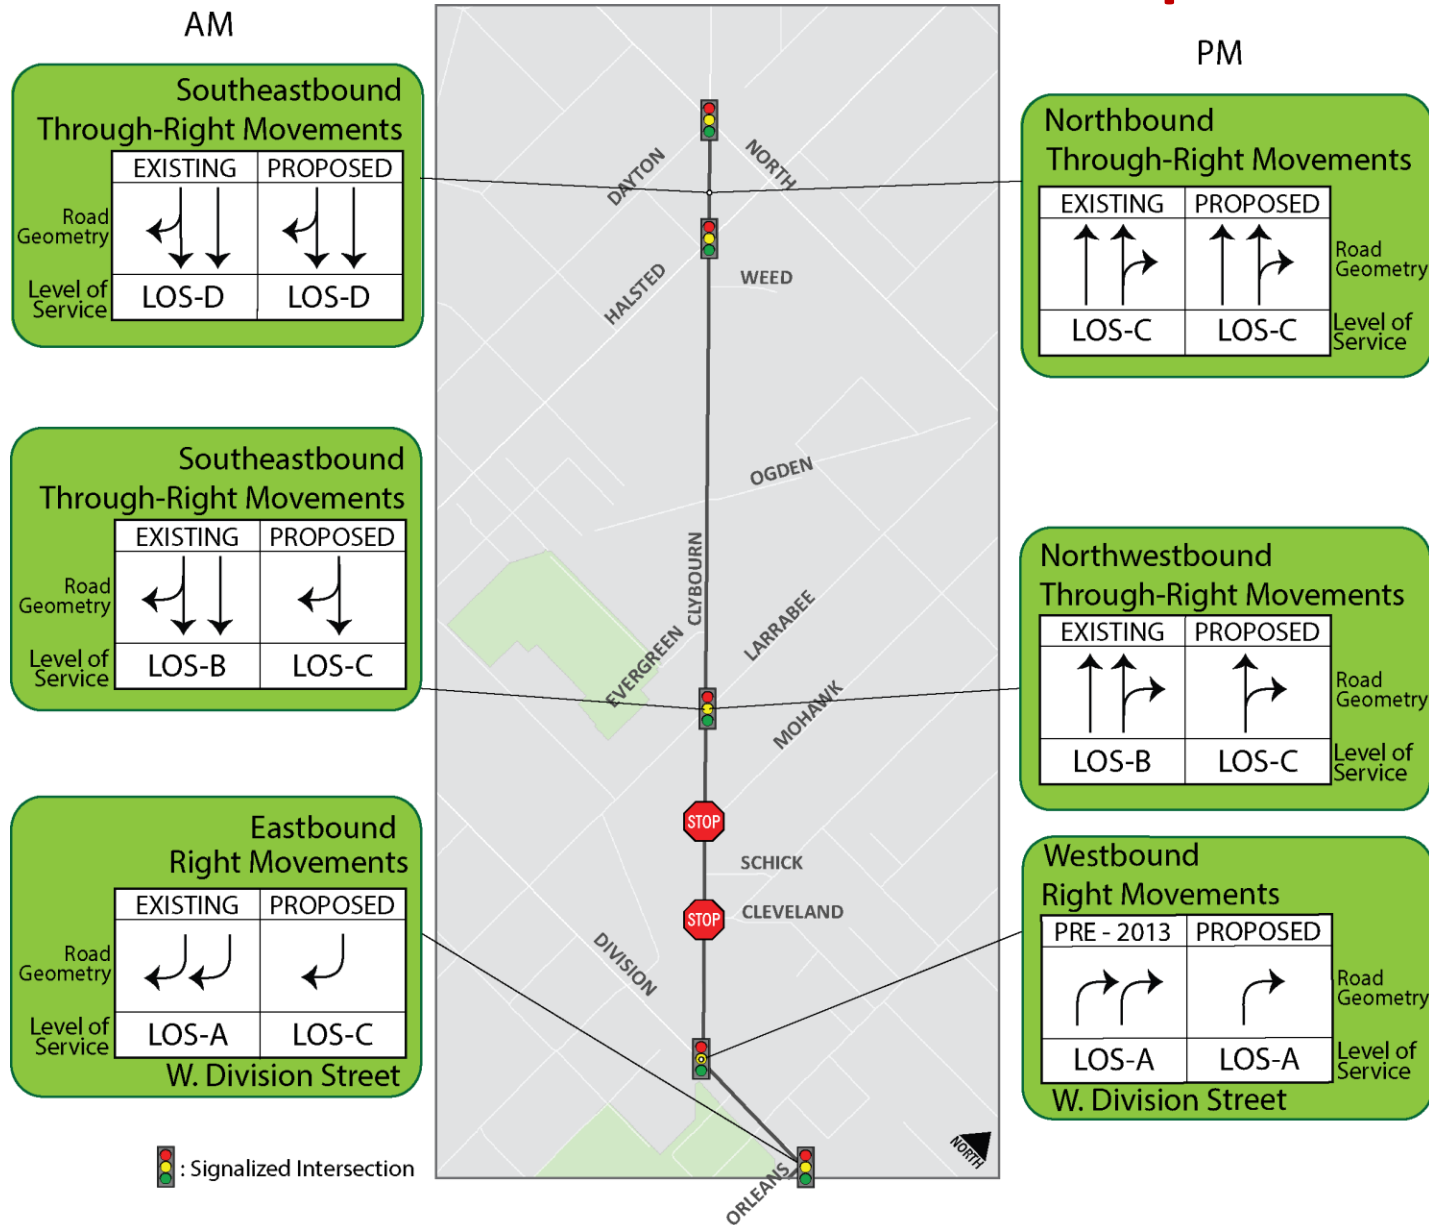 AM
Southeastbound
Through-Right Movements
EXISTING PROPOSED
Road
Geometry
Level of
Service
LOS-D LOS-D
Southeastbound
Through-Right Movements
EXISTING PROPOSED
Road
Geometry
Level of
Service
LOS-B LOS-C
Eastbound
Right Movements
EXISTING PROPOSED
Road
Geometry
Level of
Service
LOS-A LOS-C
W. Division Street
: Signalized Intersection
DAYTON
NORTH
HALSTED
WEED
OGDEN
CLYBOURN
EVERGREEN
LARRABEE
MOHAWK
STOP
SCHICK
STOP
CLEVELAND
DIVISION
ORLEANS
NORTH
PM
Northbound
Through-Right Movements
EXISTING PROPOSED
Road
Geometry
LOS-C LOS-C
Level of
Service
Northwestbound
Through-Right Movements
EXISTING PROPOSED
Road
Geometry
LOS-B LOS-C
Level of
Service
Westbound
Right Movements
PRE - 2013 PROPOSED
Road
Geometry
LOS-A LOS-A
Level of
Service
W. Division Street